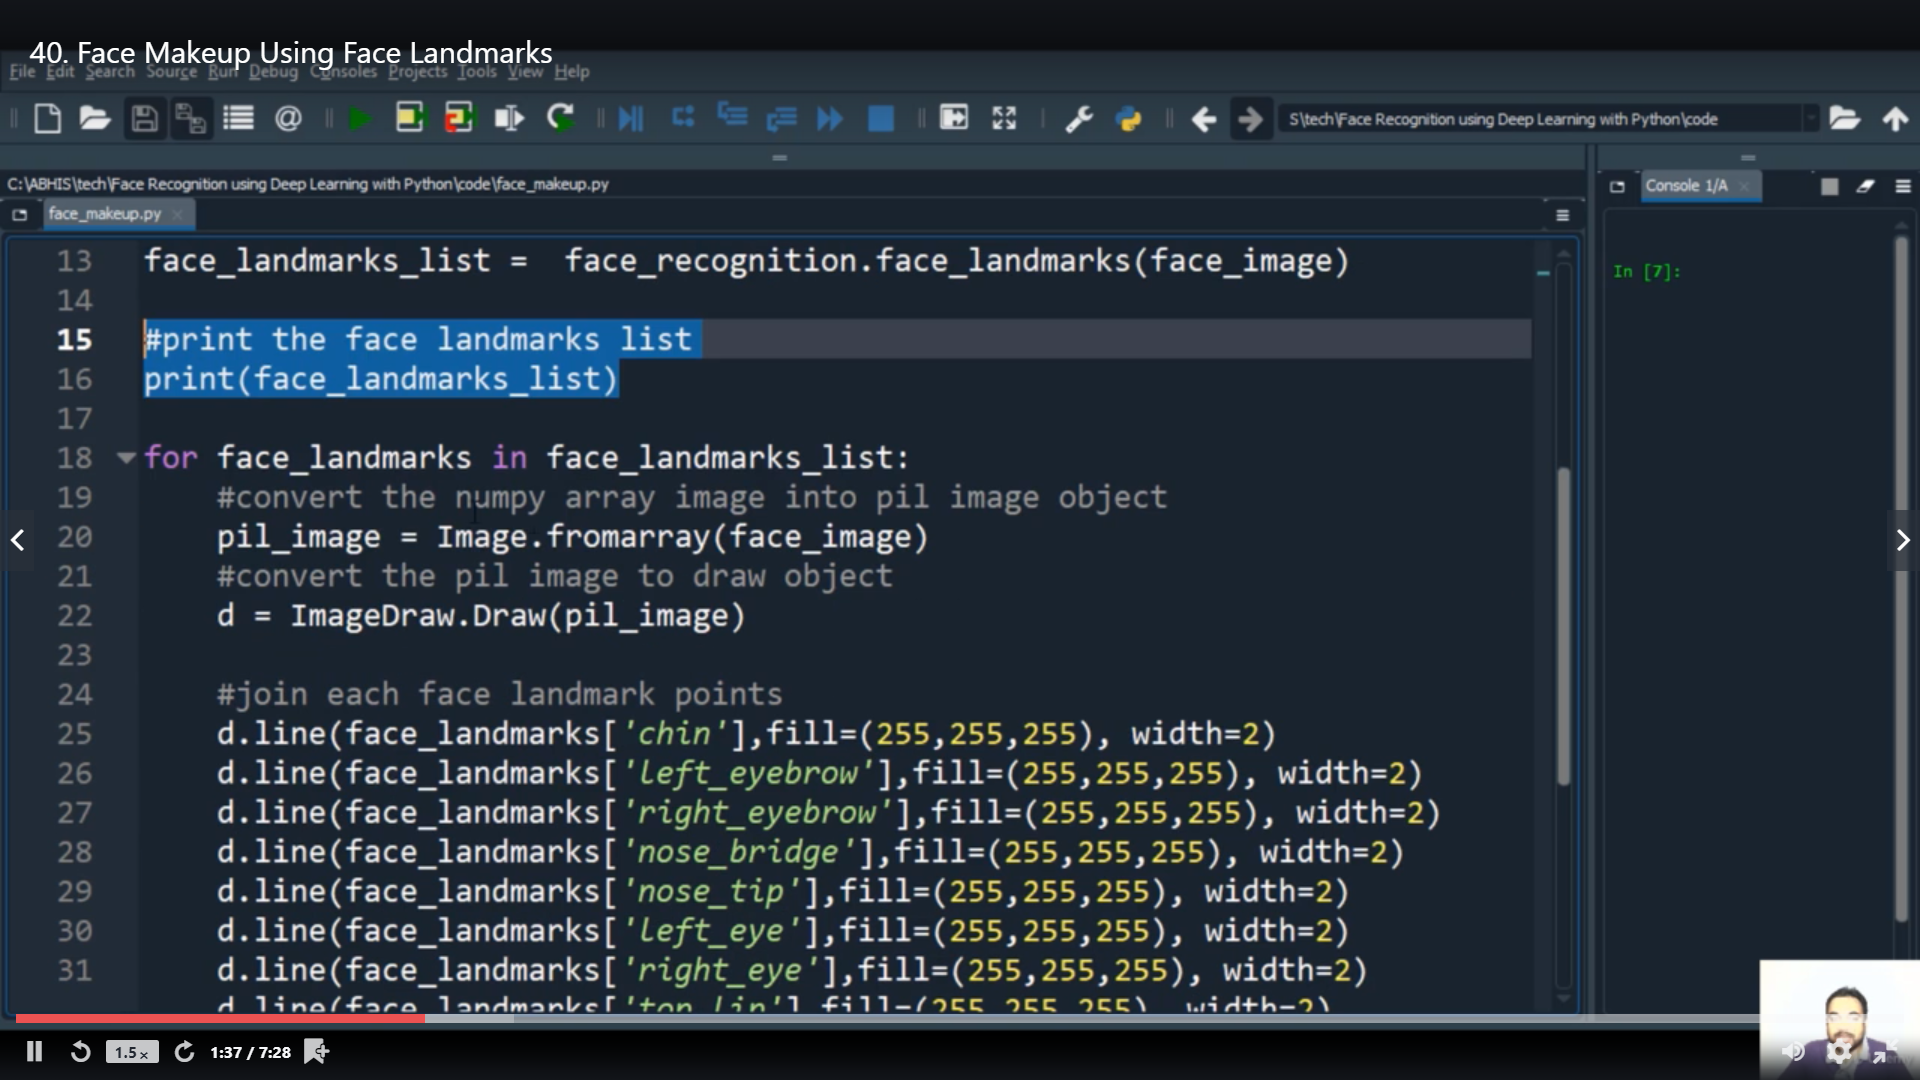 40. Face Makeup Using Face Landmarks
File Edit Search Source Run Debug Consoles Projects Tools View Help
S\tech\Face Recognition using Deep Learning with Python\code
C:\ABHIS\tech\Face Recognition using Deep Learning with Python\code\face_makeup.py
face_makeup.py
Console 1/A
In [7]:
13 face_landmarks_list =  face_recognition.face_landmarks(face_image)
14
15 #print the face landmarks list
16 print(face_landmarks_list)
17
18 for face_landmarks in face_landmarks_list:
19     #convert the numpy array image into pil image object
20     pil_image = Image.fromarray(face_image)
21     #convert the pil image to draw object
22     d = ImageDraw.Draw(pil_image)
23
24     #join each face landmark points
25     d.line(face_landmarks['chin'],fill=(255,255,255), width=2)
26     d.line(face_landmarks['left_eyebrow'],fill=(255,255,255), width=2)
27     d.line(face_landmarks['right_eyebrow'],fill=(255,255,255), width=2)
28     d.line(face_landmarks['nose_bridge'],fill=(255,255,255), width=2)
29     d.line(face_landmarks['nose_tip'],fill=(255,255,255), width=2)
30     d.line(face_landmarks['left_eye'],fill=(255,255,255), width=2)
31     d.line(face_landmarks['right_eye'],fill=(255,255,255), width=2)
d.line(face_landmarks['top_lip'],fill=(255,255,255), width=2)
1.5x
1:37 / 7:28